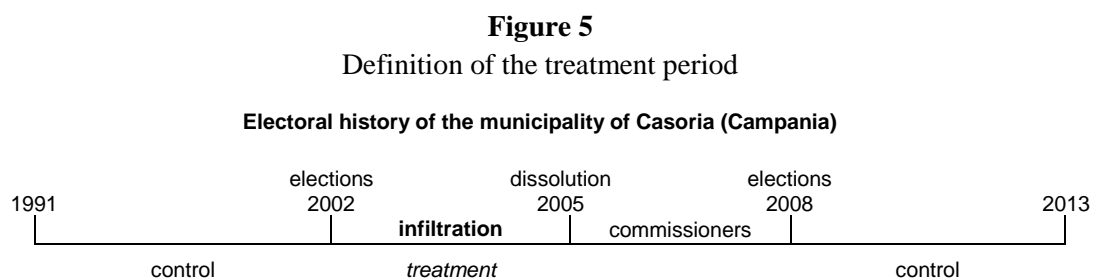 Figure 5
Definition of the treatment period
Electoral history of the municipality of Casoria (Campania)
elections dissolution elections
1991 2002 2005 2008 2013
infiltration commissioners
control treatment control